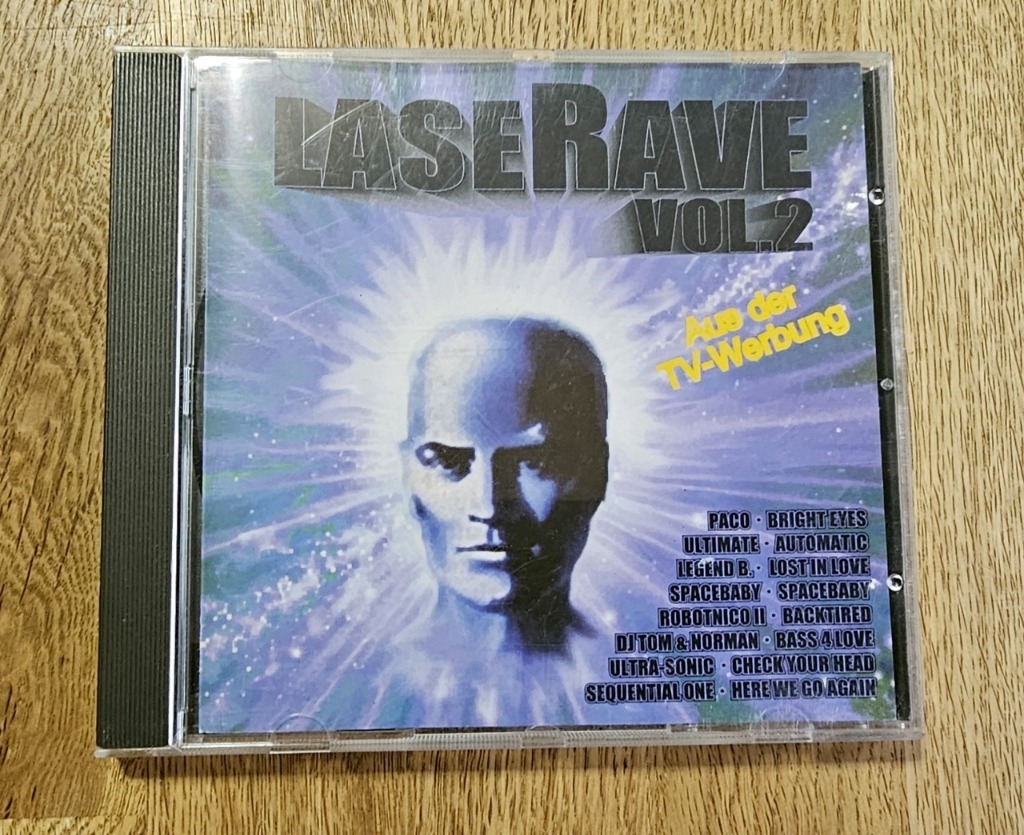 LASERAVE
VOL.2
Aus der
TV-Werbung
PACO · BRIGHT EYES
ULTIMATE · AUTOMATIC
LEGEND B. · LOST IN LOVE
SPACEBABY · SPACEBABY
ROBOTNICO II · BACKTIRED
DJ TOM & NORMAN · BASS 4 LOVE
ULTRA-SONIC · CHECK YOUR HEAD
SEQUENTIAL ONE · HERE WE GO AGAIN